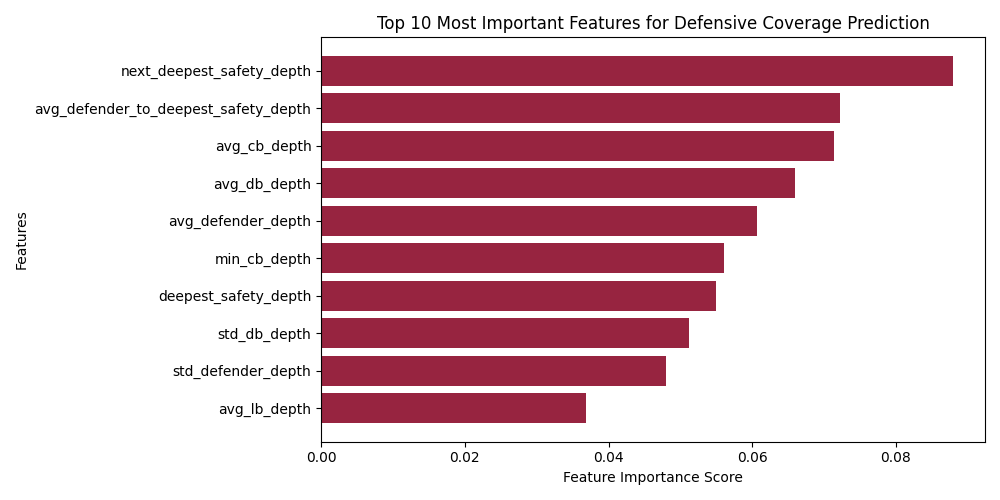 Top 10 Most Important Features for Defensive Coverage Prediction
Features
next_deepest_safety_depth
avg_defender_to_deepest_safety_depth
avg_cb_depth
avg_db_depth
avg_defender_depth
min_cb_depth
deepest_safety_depth
std_db_depth
std_defender_depth
avg_lb_depth
0.00 0.02 0.04 0.06 0.08
Feature Importance Score